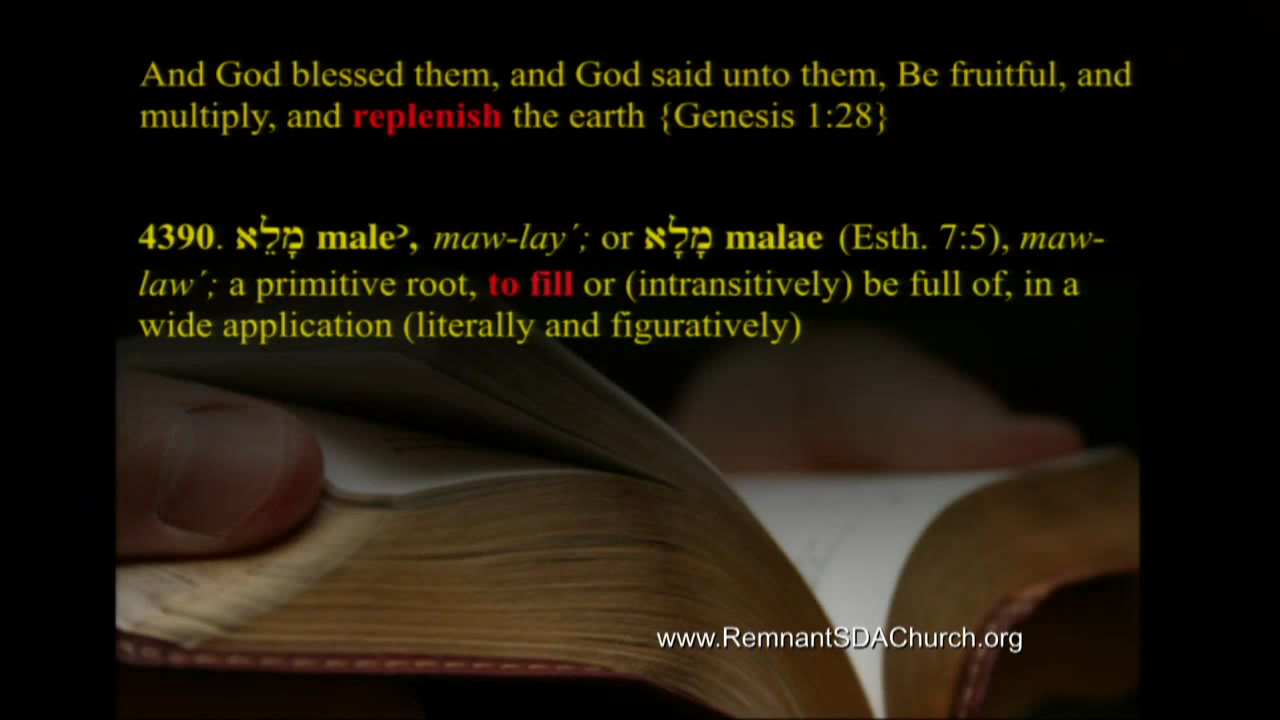 And God blessed them, and God said unto them, Be fruitful, and
multiply, and replenish the earth {Genesis 1:28}
4390. מָלֵא maleʾ, maw-lay´; or מָלָא malae (Esth. 7:5), maw-
law´; a primitive root, to fill or (intransitively) be full of, in a
wide application (literally and figuratively)
www.RemnantSDAChurch.org